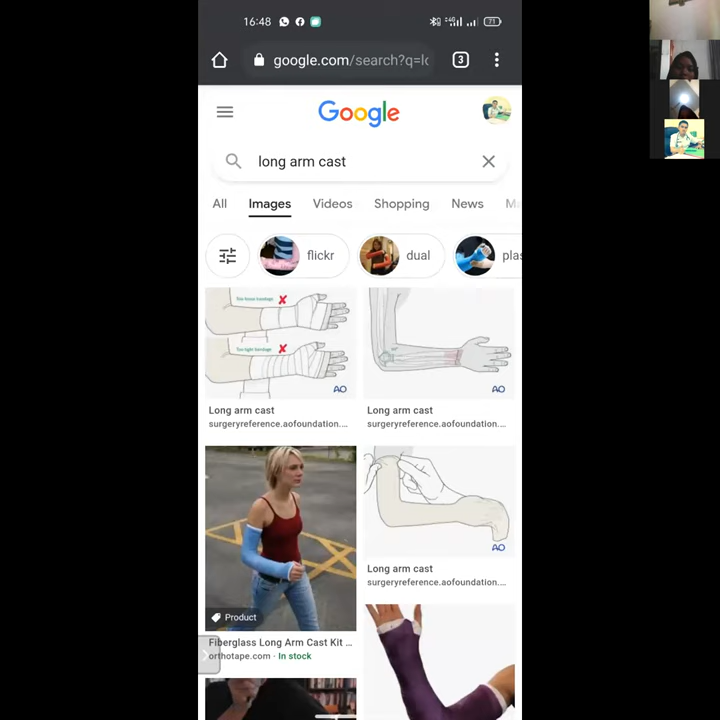 16:48
71
google.com/search?q=lo
3
Google
long arm cast
All Images Videos Shopping News
flickr dual plas
Too loose bandage
Too tight bandage
AO
AO
Long arm cast
surgeryreference.aofoundation....
Long arm cast
surgeryreference.aofoundation....
AO
Long arm cast
surgeryreference.aofoundation....
Product
Fiberglass Long Arm Cast Kit ...
orthotape.com · In stock